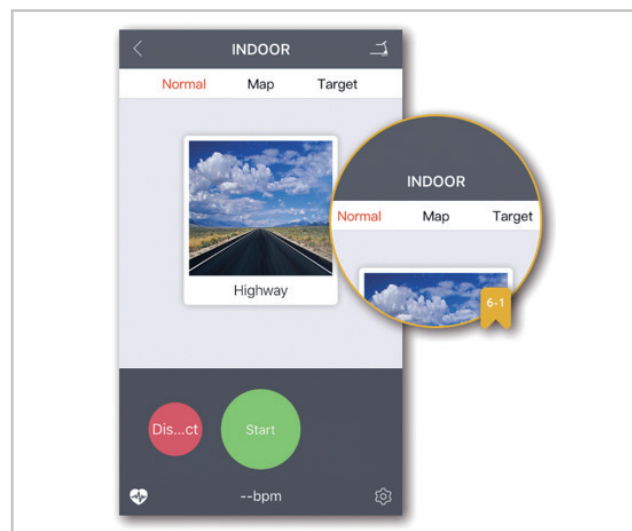 INDOOR
Normal Map Target
Highway
INDOOR
Normal Map Target
6-1
Dis...ct Start
--bpm